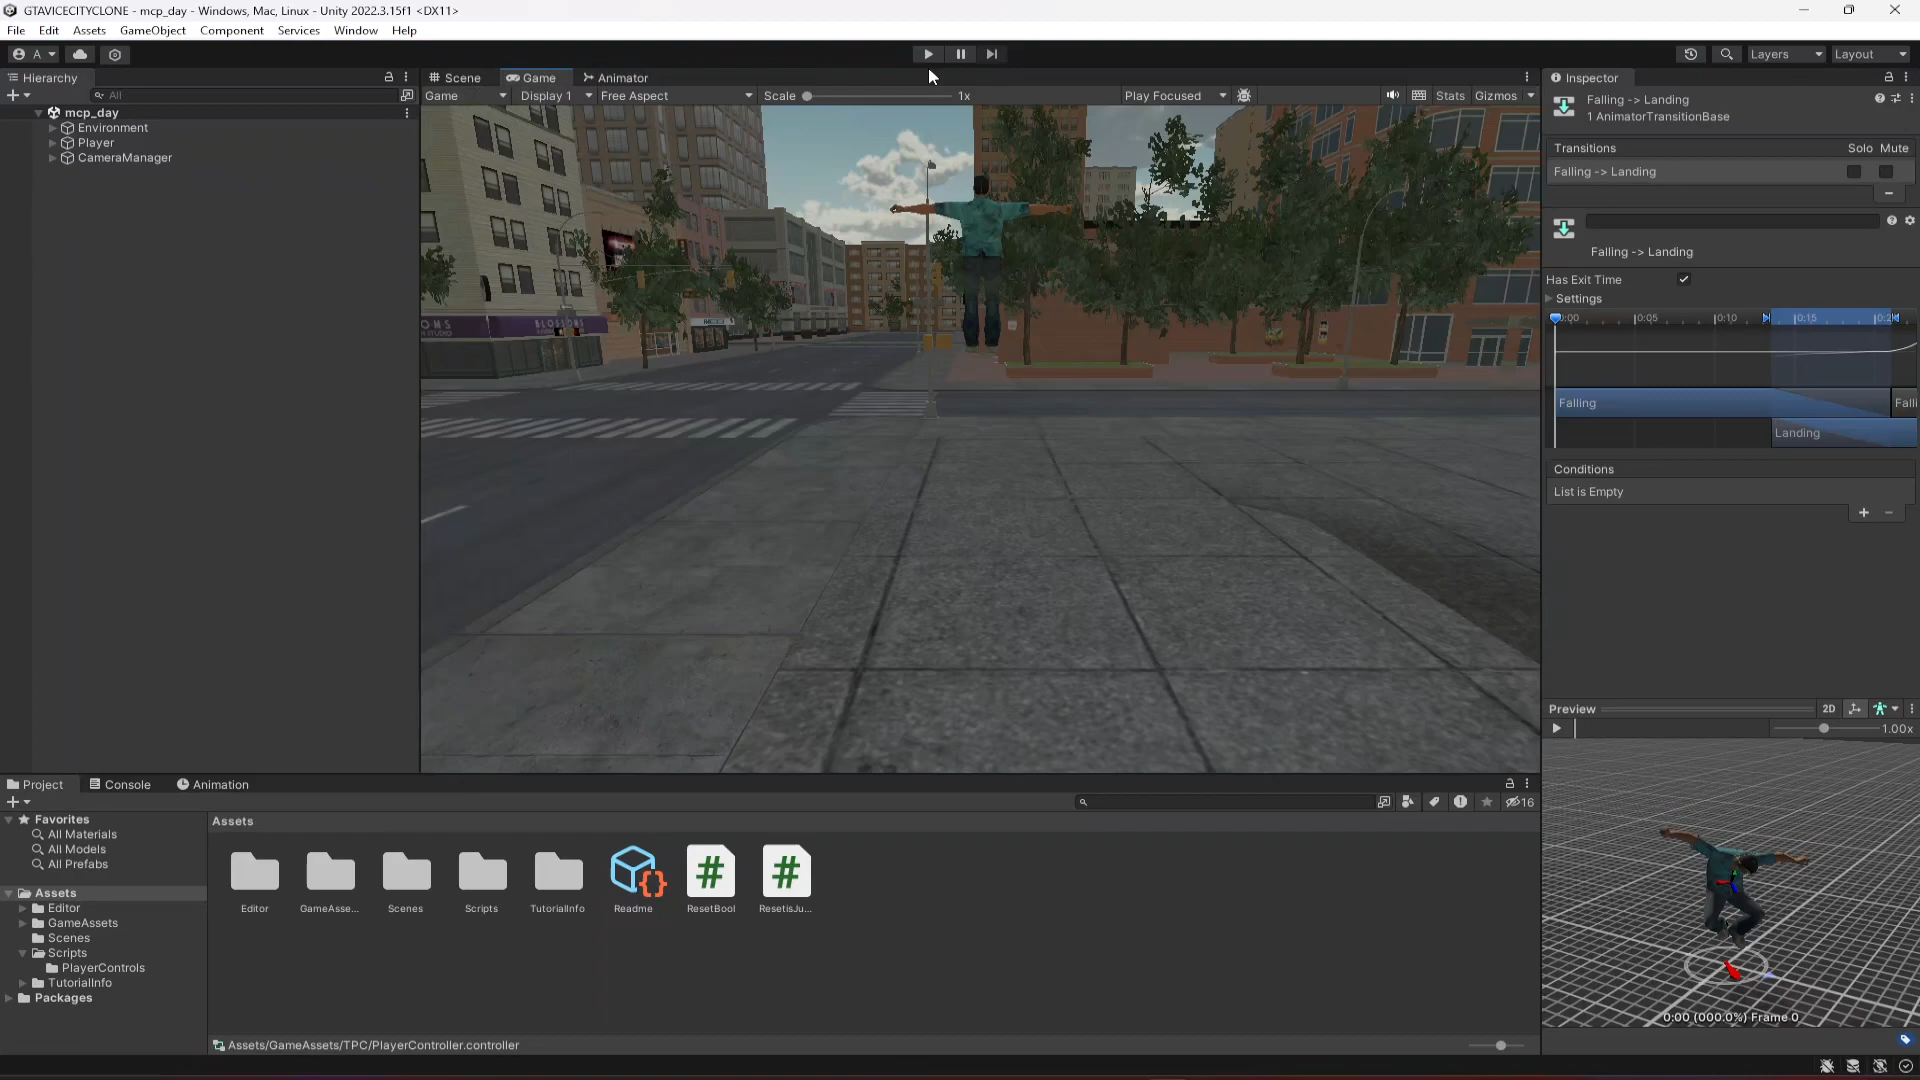 GTAVICECITYCLONE - mcp_day - Windows, Mac, Linux - Unity 2022.3.15f1 <DX11>
File Edit Assets GameObject Component Services Window Help
A Layers Layout
Hierarchy
All
mcp_day
Environment
Player
CameraManager
Scene Game Animator
Game Display 1 Free Aspect Scale 1x Play Focused Stats Gizmos
BLOSSOMS
Inspector
Falling -> Landing
1 AnimatorTransitionBase
Transitions Solo Mute
Falling -> Landing
Falling -> Landing
Has Exit Time
Settings
0:05 0:10 0:15
Falling Falli
Landing
Conditions
List is Empty
Preview 2D
1.00x
0:00 (000.0%) Frame 0
Project Console Animation
16
Favorites
All Materials
All Models
All Prefabs
Assets
Editor
GameAssets
Scenes
Scripts
PlayerControls
TutorialInfo
Packages
Assets
Editor GameAsse... Scenes Scripts TutorialInfo Readme ResetBool ResetisJu...
Assets/GameAssets/TPC/PlayerController.controller